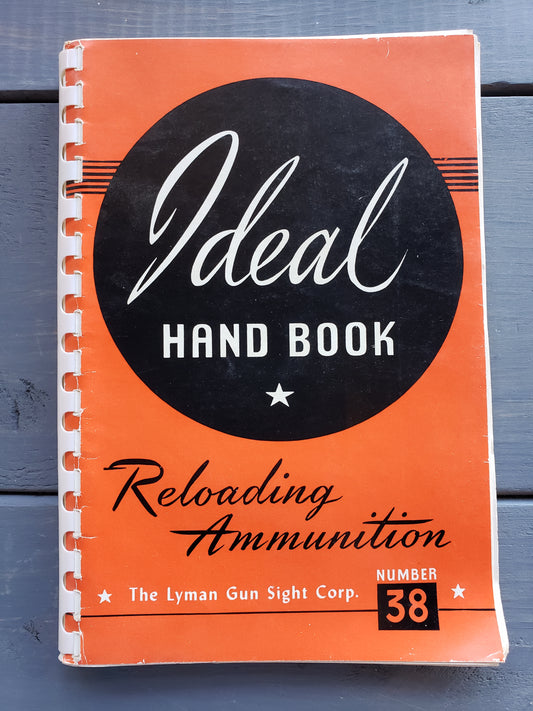 Ideal
HAND BOOK
Reloading
Ammunition
The Lyman Gun Sight Corp.
NUMBER
38